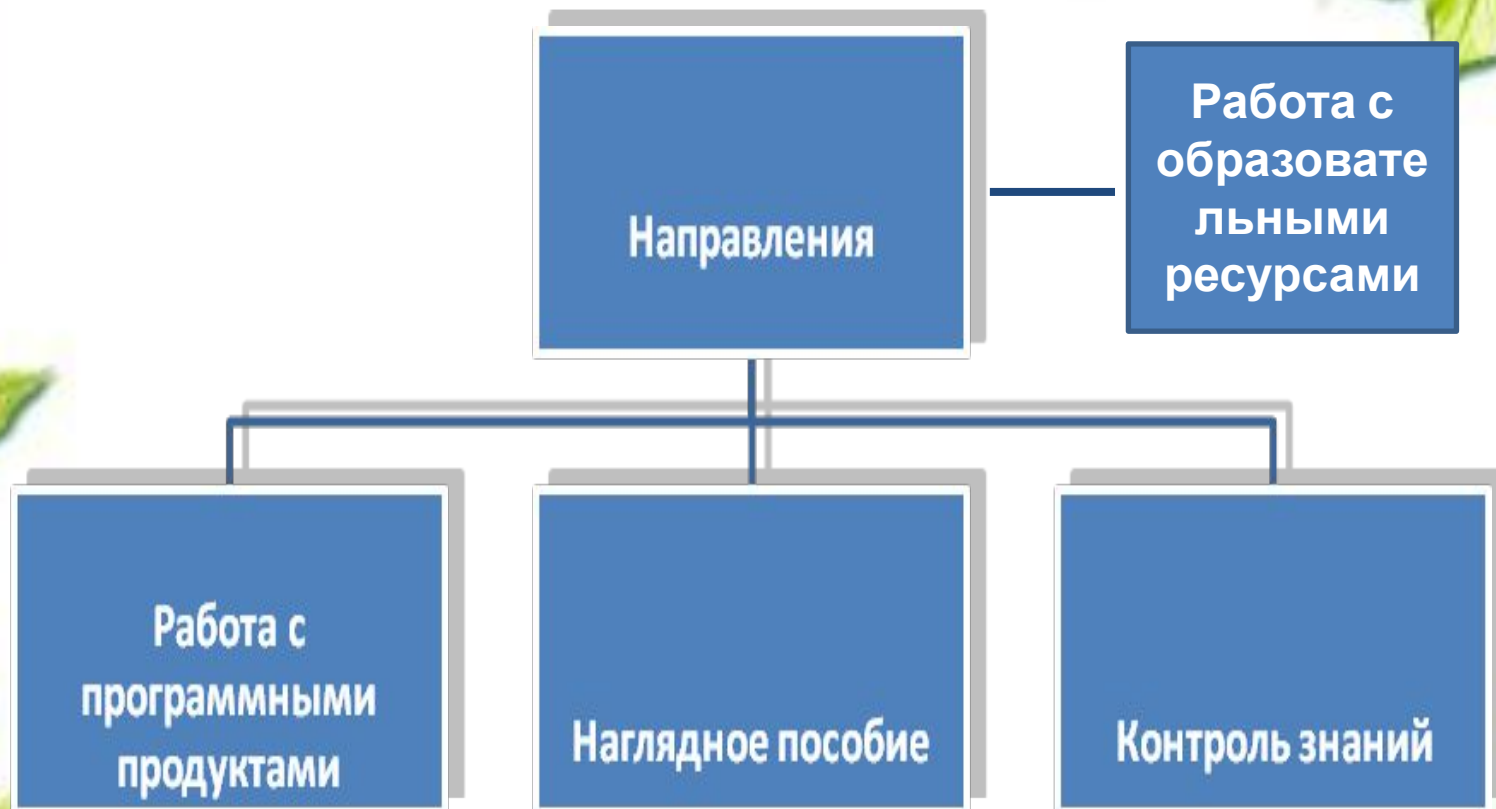 Направления
Работа с
образовате
льными
ресурсами
Работа с
программными
продуктами
Наглядное пособие
Контроль знаний